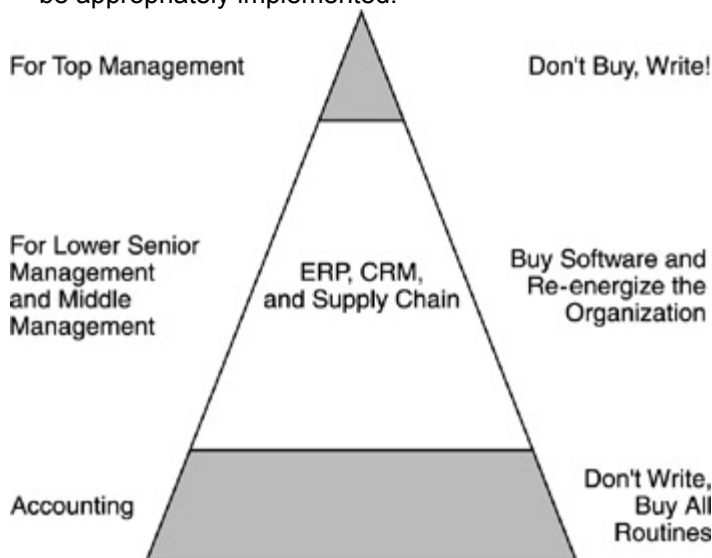 be appropriately implemented.
For Top Management
Don't Buy, Write!
For Lower Senior
Management
and Middle
Management
ERP, CRM,
and Supply Chain
Buy Software and
Re-energize the
Organization
Accounting
Don't Write,
Buy All
Routines